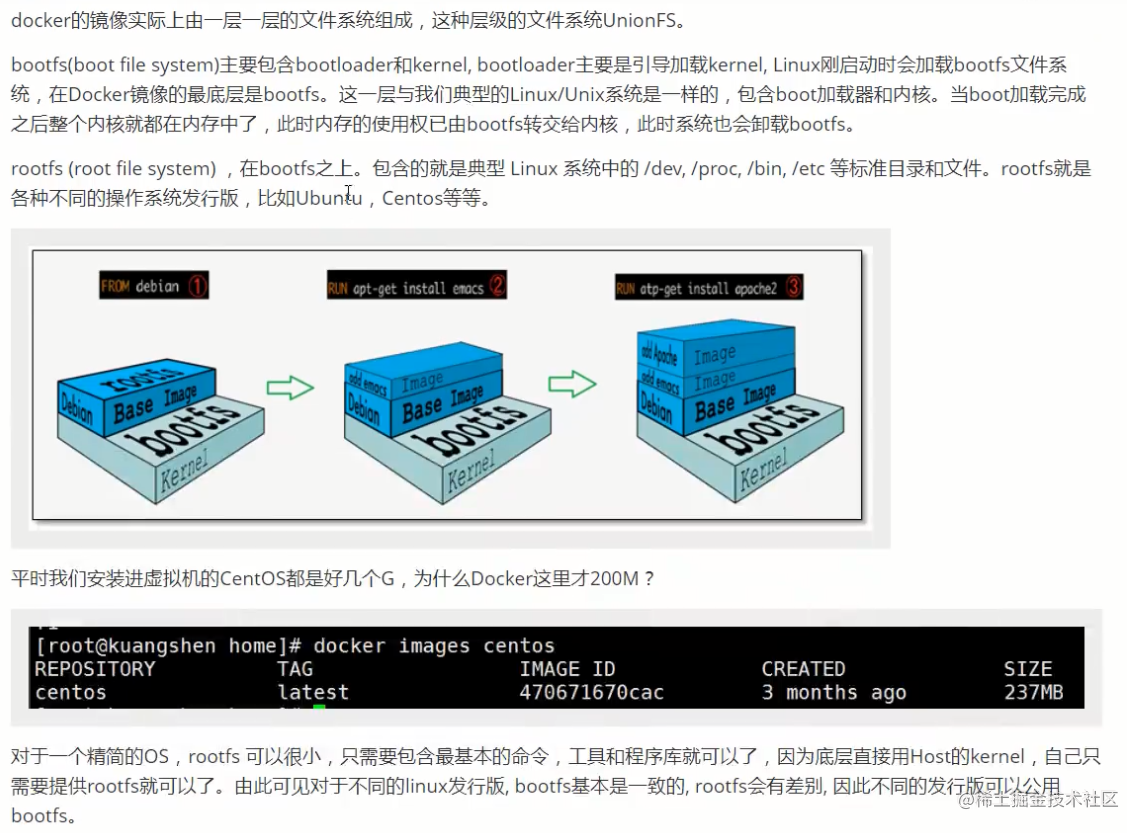 docker的镜像实际上由一层一层的文件系统组成，这种层级的文件系统UnionFS。
bootfs(boot file system)主要包含bootloader和kernel, bootloader主要是引导加载kernel, Linux刚启动时会加载bootfs文件系
统，在Docker镜像的最底层是bootfs。这一层与我们典型的Linux/Unix系统是一样的，包含boot加载器和内核。当boot加载完成
之后整个内核就都在内存中了，此时内存的使用权已由bootfs转交给内核，此时系统也会卸载bootfs。
rootfs (root file system) ，在bootfs之上。包含的就是典型 Linux 系统中的 /dev, /proc, /bin, /etc 等标准目录和文件。rootfs就是
各种不同的操作系统发行版，比如Ubuntu，Centos等等。
FROM debian ①
RUN apt-get install emacs ②
RUN atp-get install apache2 ③
rootfs
Debian Base Image
bootfs
Kernel
add emacs Image
Debian Base Image
bootfs
Kernel
add Apache Image
add emacs Image
Debian Base Image
bootfs
Kernel
平时我们安装进虚拟机的CentOS都是好几个G，为什么Docker这里才200M？
[root@kuangshen home]# docker images centos
REPOSITORY TAG IMAGE ID CREATED SIZE
centos latest 470671670cac 3 months ago 237MB
对于一个精简的OS，rootfs 可以很小，只需要包含最基本的命令，工具和程序库就可以了，因为底层直接用Host的kernel，自己只
需要提供rootfs就可以了。由此可见对于不同的linux发行版, bootfs基本是一致的, rootfs会有差别, 因此不同的发行版可以公用
bootfs。
@稀土掘金技术社区